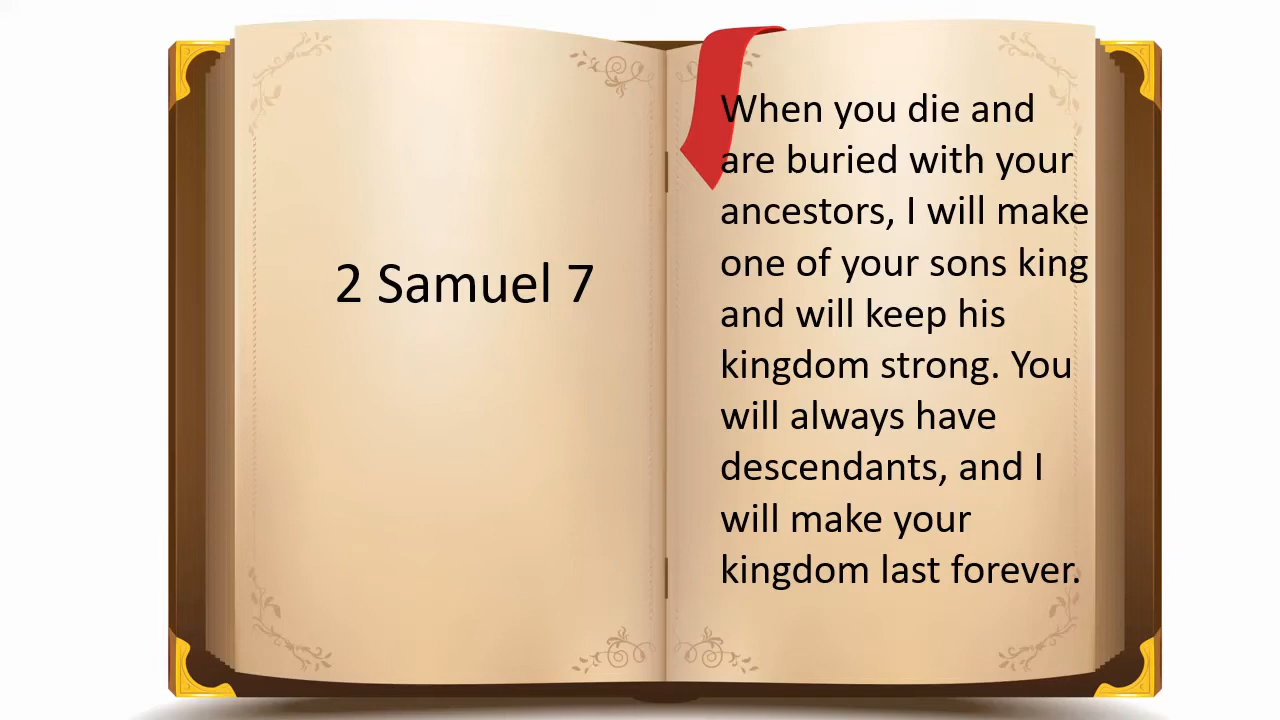 2 Samuel 7
When you die and
are buried with your
ancestors, I will make
one of your sons king
and will keep his
kingdom strong. You
will always have
descendants, and I
will make your
kingdom last forever.